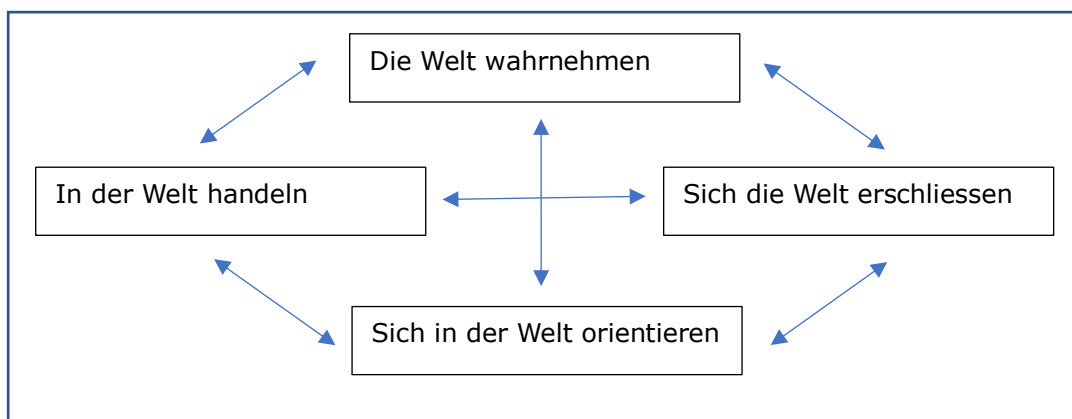 Die Welt wahrnehmen
In der Welt handeln
Sich die Welt erschliessen
Sich in der Welt orientieren